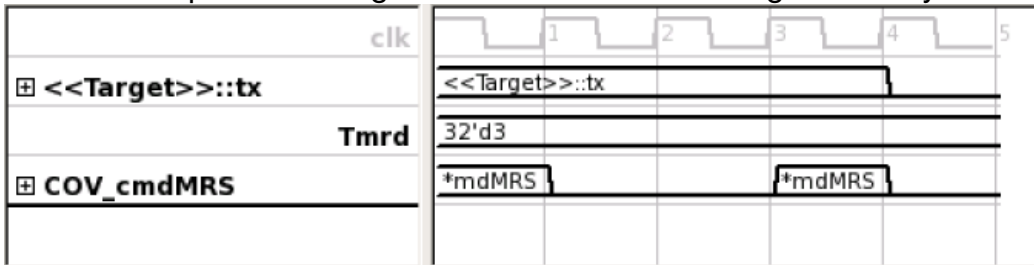 clk 1 2 3 4 5
<<Target>>::tx <<Target>>::tx
Tmrd 32'd3
COV_cmdMRS *mdMRS *mdMRS